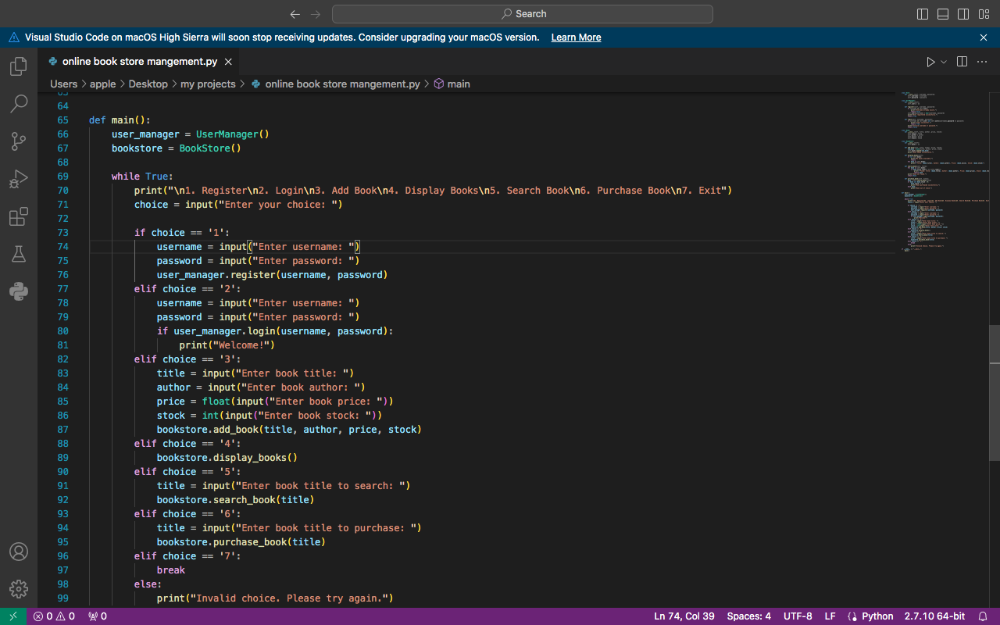 Search
Visual Studio Code on macOS High Sierra will soon stop receiving updates. Consider upgrading your macOS version. Learn More
online book store mangement.py
Users > apple > Desktop > my projects > online book store mangement.py > main
63
64
65 def main():
66 user_manager = UserManager()
67 bookstore = BookStore()
68
69 while True:
70 print("\n1. Register\n2. Login\n3. Add Book\n4. Display Books\n5. Search Book\n6. Purchase Book\n7. Exit")
71 choice = input("Enter your choice: ")
72
73 if choice == '1':
74 username = input("Enter username: ")
75 password = input("Enter password: ")
76 user_manager.register(username, password)
77 elif choice == '2':
78 username = input("Enter username: ")
79 password = input("Enter password: ")
80 if user_manager.login(username, password):
81 print("Welcome!")
82 elif choice == '3':
83 title = input("Enter book title: ")
84 author = input("Enter book author: ")
85 price = float(input("Enter book price: "))
86 stock = int(input("Enter book stock: "))
87 bookstore.add_book(title, author, price, stock)
88 elif choice == '4':
89 bookstore.display_books()
90 elif choice == '5':
91 title = input("Enter book title to search: ")
92 bookstore.search_book(title)
93 elif choice == '6':
94 title = input("Enter book title to purchase: ")
95 bookstore.purchase_book(title)
96 elif choice == '7':
97 break
98 else:
99 print("Invalid choice. Please try again.")
0 0 0 Ln 74, Col 39 Spaces: 4 UTF-8 LF Python 2.7.10 64-bit